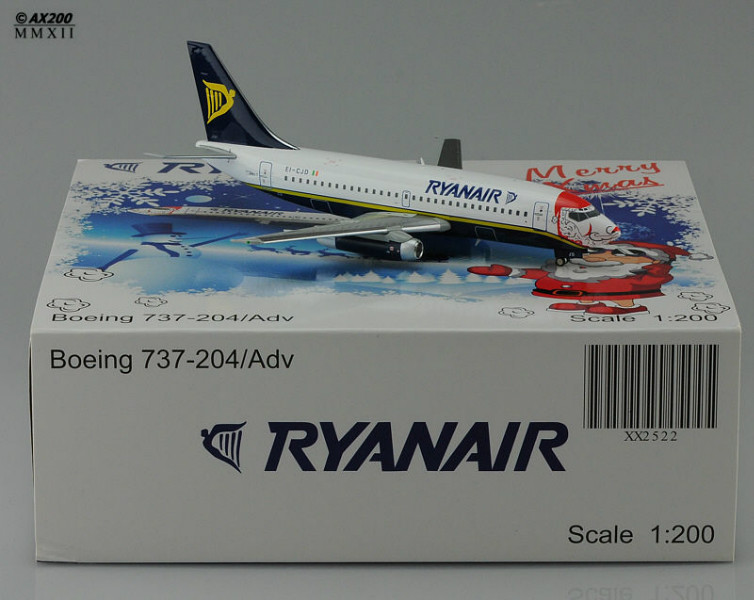 © AX200
MMXII
Merry
Xmas
EI-CJD
RYANAIR
RYANAIR
Boeing 737-204/Adv
Scale 1:200
Boeing 737-204/Adv
XX2522
RYANAIR
Scale 1:200